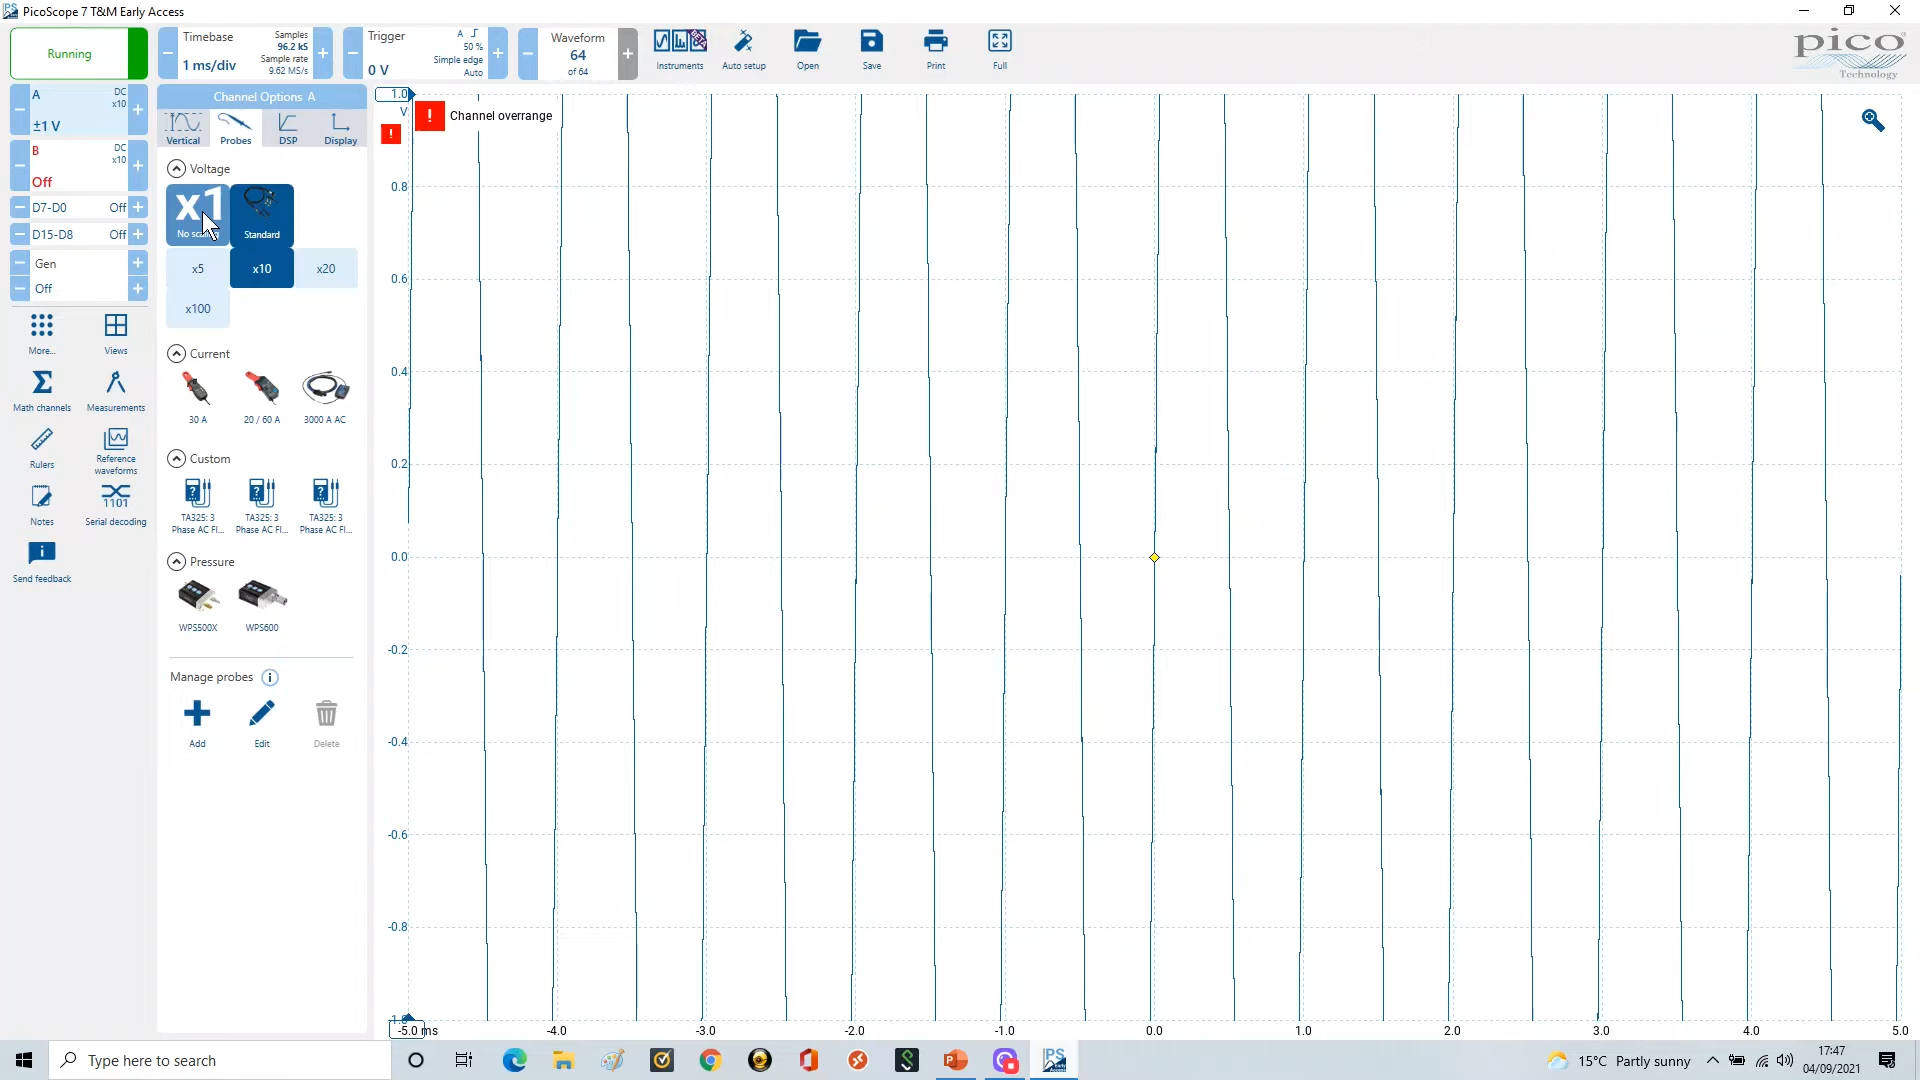 PicoScope 7 T&M Early Access
Running
Timebase
1 ms/div
Samples
96.2 kS
Sample rate
9.62 MS/s
Trigger
0 V
A
50 %
Simple edge
Auto
Waveform
64
of 64
Instruments
Auto setup
Open
Save
Print
Full
pico
Technology
A
DC
x10
±1 V
B
DC
x10
Off
D7-D0 Off
D15-D8 Off
Gen
Off
More...
Views
Math channels
Measurements
Rulers
Reference
waveforms
Notes
1101
Serial decoding
Send feedback
Channel Options A
Vertical
Probes
DSP
Display
Voltage
x1
Standard
x5
x10
x20
x100
Current
30 A
20 / 60 A
3000 A AC
Custom
TA325: 3
Phase AC Fl...
TA325: 3
Phase AC Fl...
TA325: 3
Phase AC Fl...
Pressure
WPS500X
WPS600
Manage probes
Add
Edit
Delete
! Channel overrange
!
1.0
V
0.8
0.6
0.4
0.2
0.0
-0.2
-0.4
-0.6
-0.8
-5.0 ms
-4.0
-3.0
-2.0
-1.0
0.0
1.0
2.0
3.0
4.0
5.0
Type here to search
15°C Partly sunny
17:47
04/09/2021